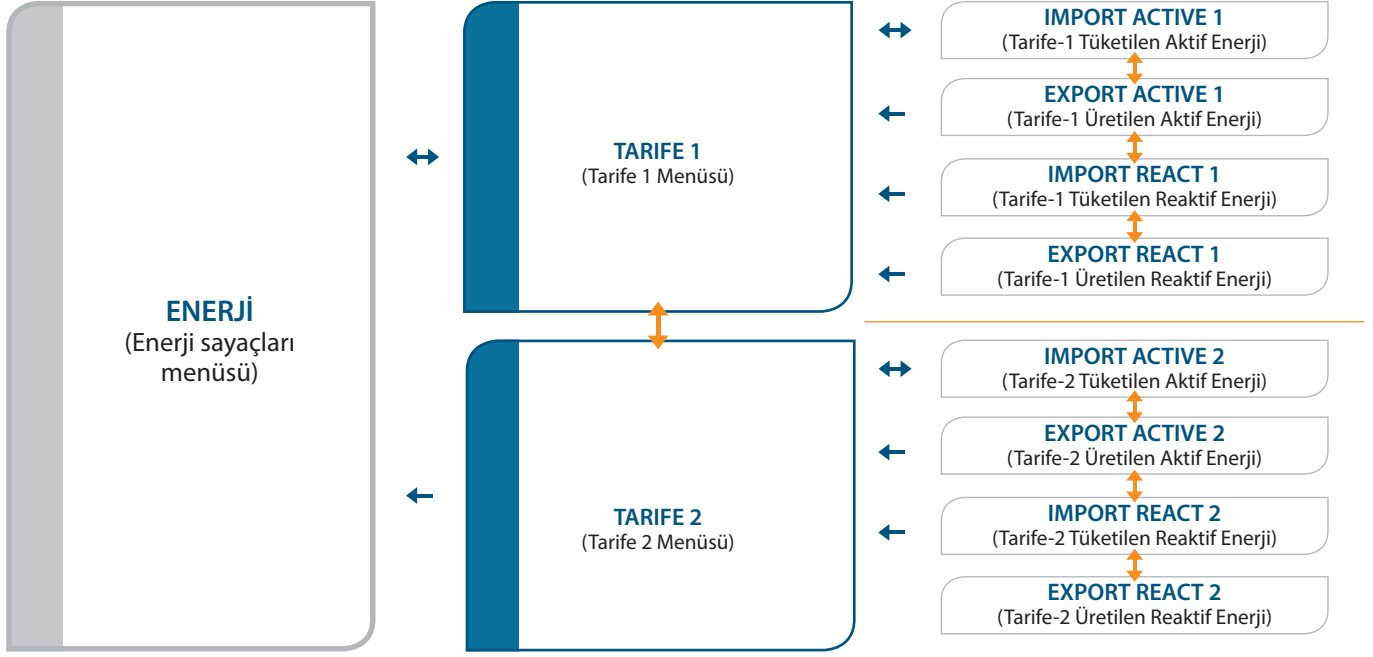 ENERJİ
(Enerji sayaçları
menüsü)
TARIFE 1
(Tarife 1 Menüsü)
IMPORT ACTIVE 1
(Tarife-1 Tüketilen Aktif Enerji)
EXPORT ACTIVE 1
(Tarife-1 Üretilen Aktif Enerji)
IMPORT REACT 1
(Tarife-1 Tüketilen Reaktif Enerji)
EXPORT REACT 1
(Tarife-1 Üretilen Reaktif Enerji)
TARIFE 2
(Tarife 2 Menüsü)
IMPORT ACTIVE 2
(Tarife-2 Tüketilen Aktif Enerji)
EXPORT ACTIVE 2
(Tarife-2 Üretilen Aktif Enerji)
IMPORT REACT 2
(Tarife-2 Tüketilen Reaktif Enerji)
EXPORT REACT 2
(Tarife-2 Üretilen Reaktif Enerji)